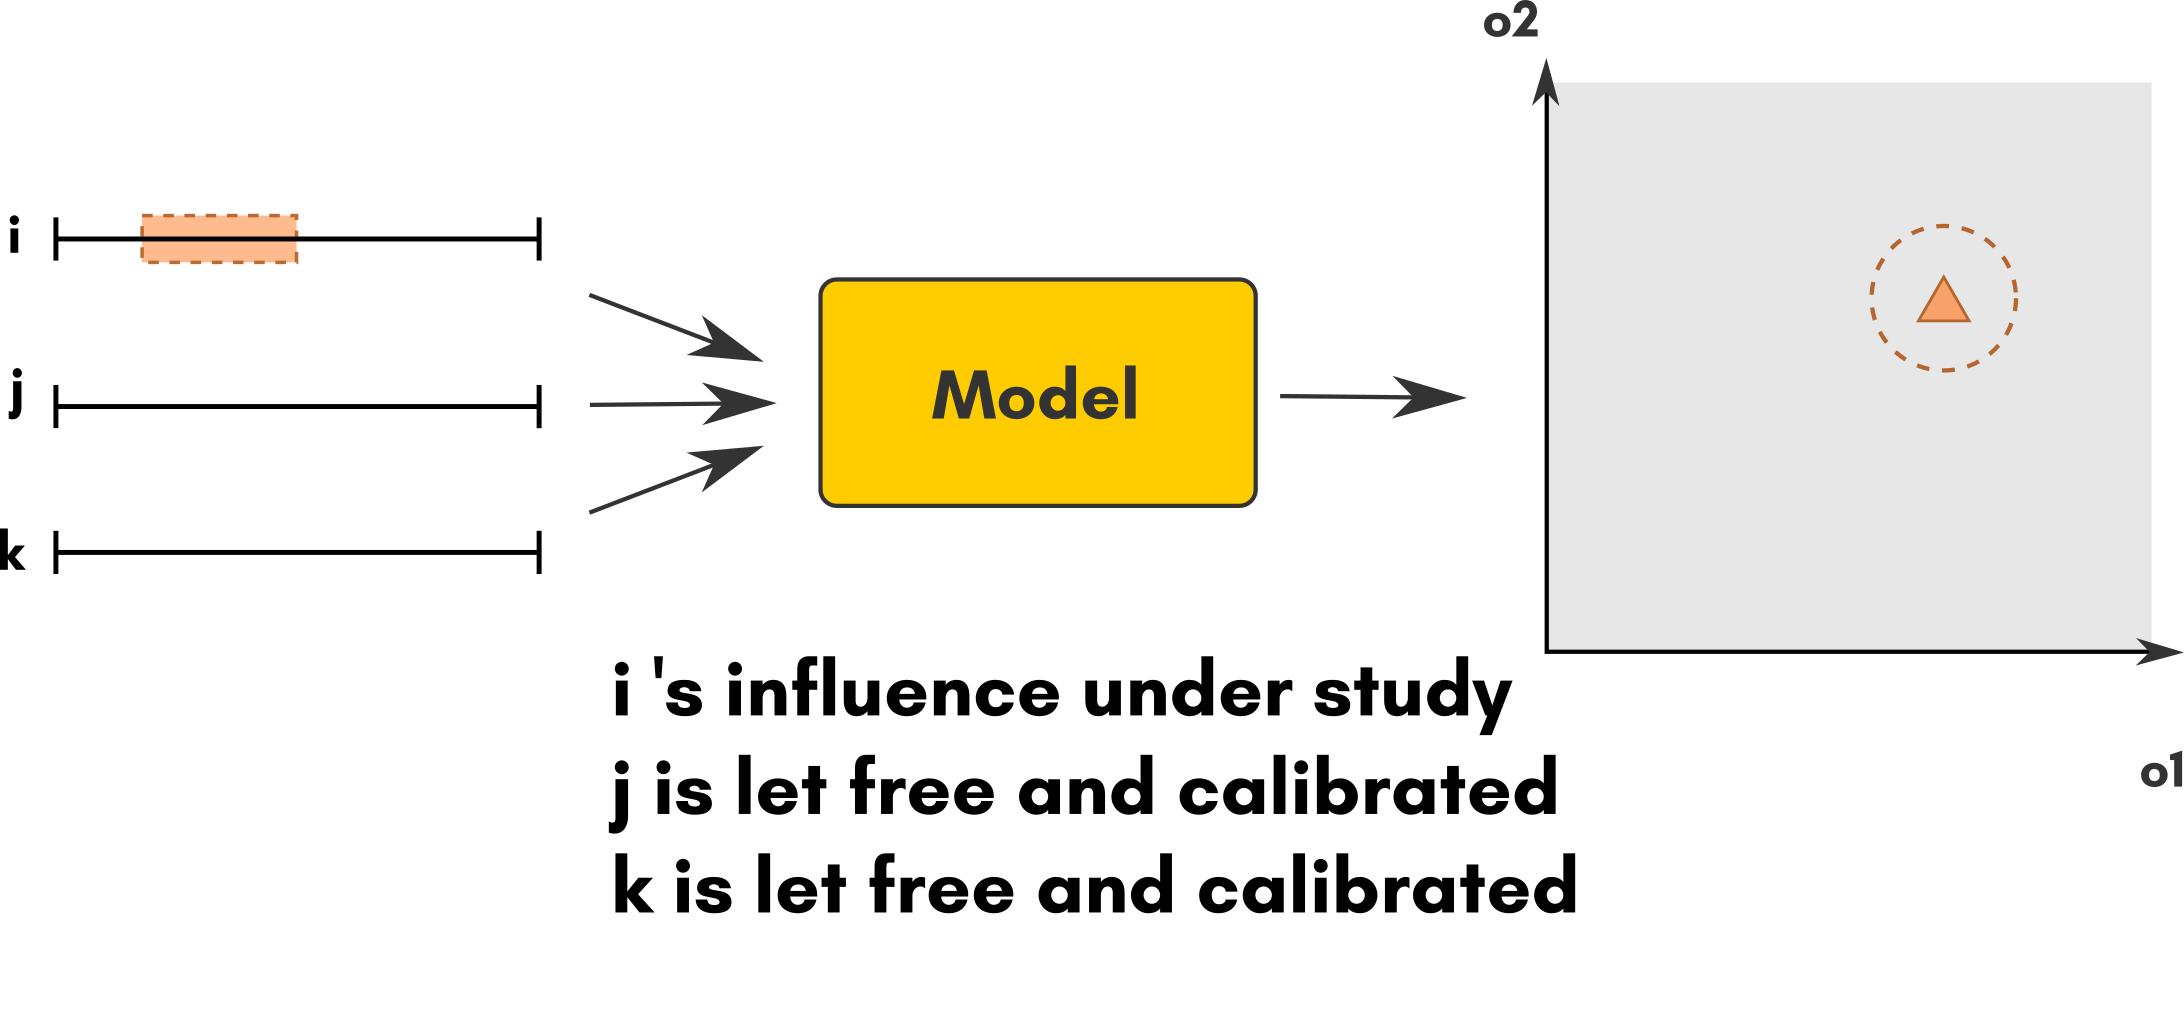 o2
i
j
Model
k
i 's influence under study
j is let free and calibrated
o1
k is let free and calibrated